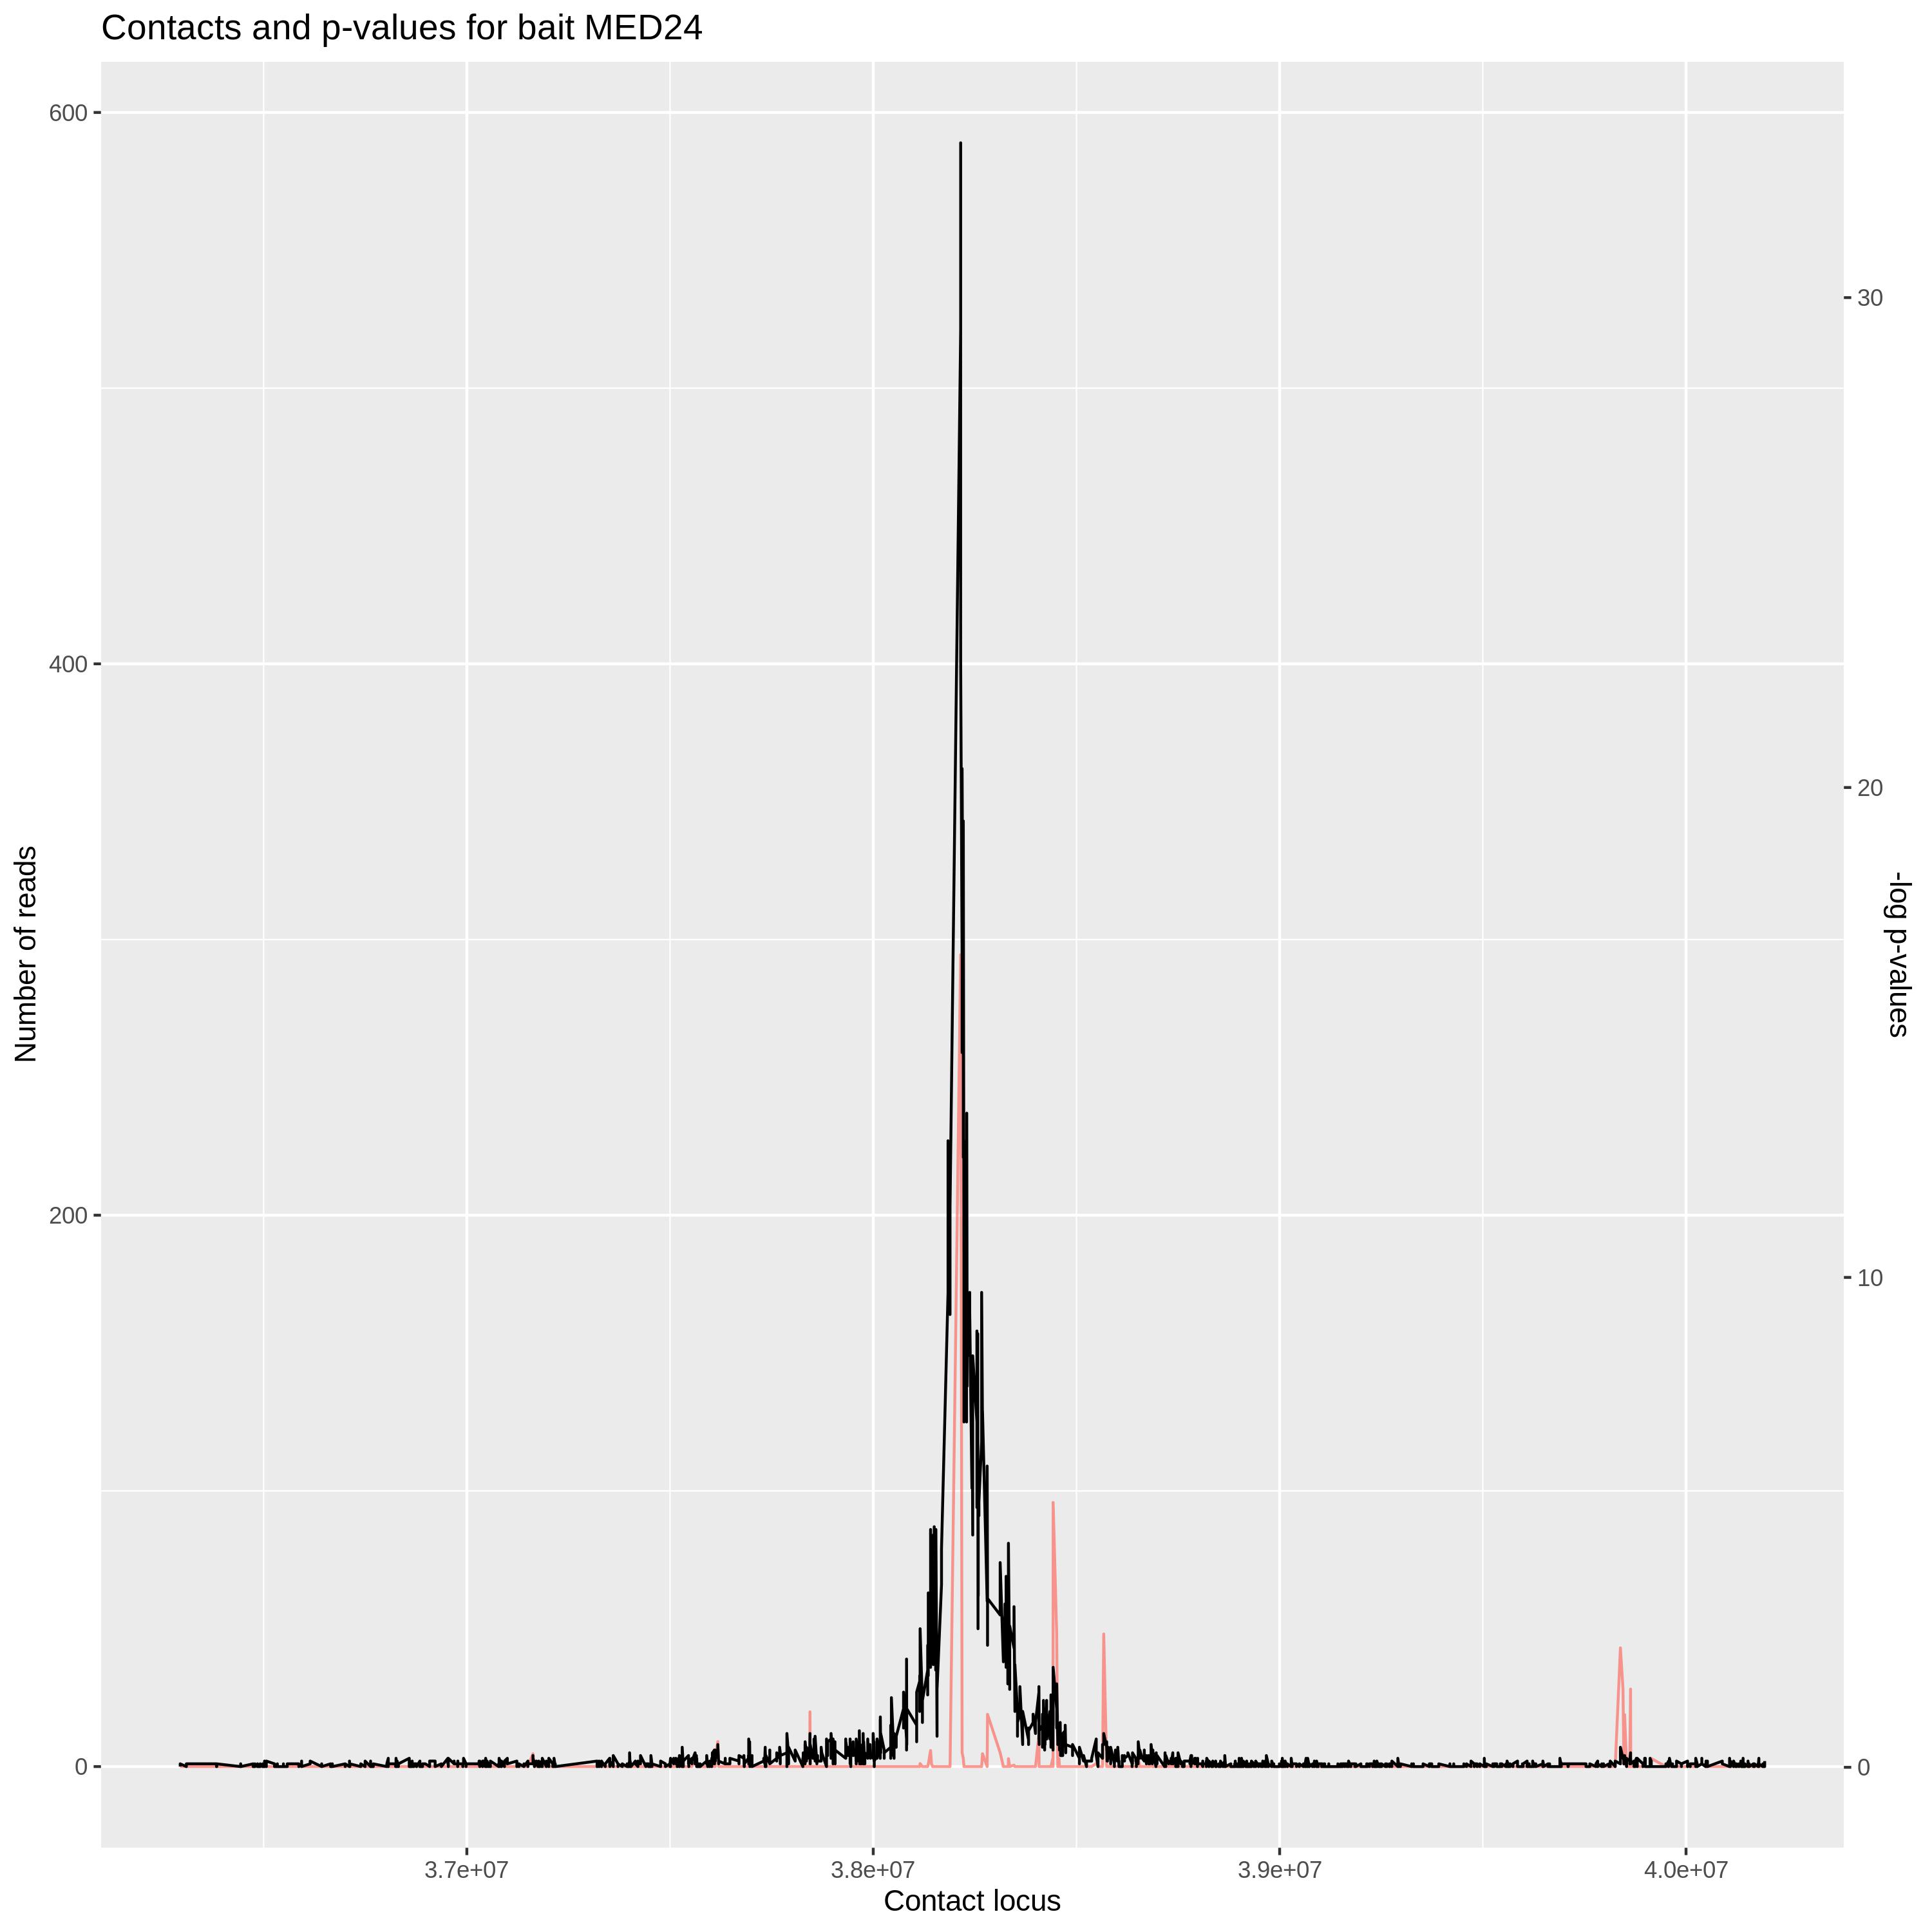 Contacts and p-values for bait MED24
600
400
200
0
Number of reads
30
20
10
0
-log p-values
3.7e+07
3.8e+07
3.9e+07
4.0e+07
Contact locus